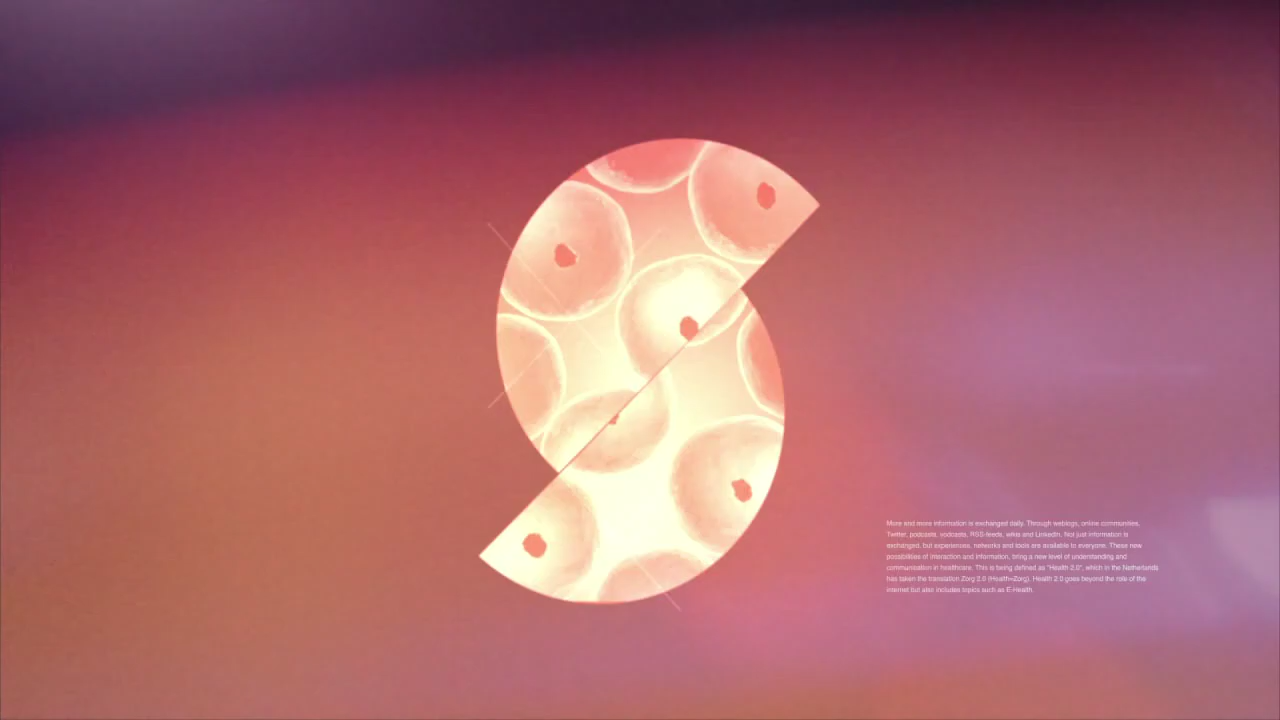 More and more information is exchanged daily. Through weblogs, online communities,
Twitter, podcasts, vodcasts, RSS-feeds, wikis and LinkedIn. Not just information is
exchanged, but experiences, networks and tools are available to everyone. These new
possibilities of interaction and information, bring a new level of understanding and
communication in healthcare. This is being defined as "Health 2.0", which in the Netherlands
has taken the translation Zorg 2.0 (Health=Zorg). Health 2.0 goes beyond the role of the
internet but also includes topics such as E-Health.